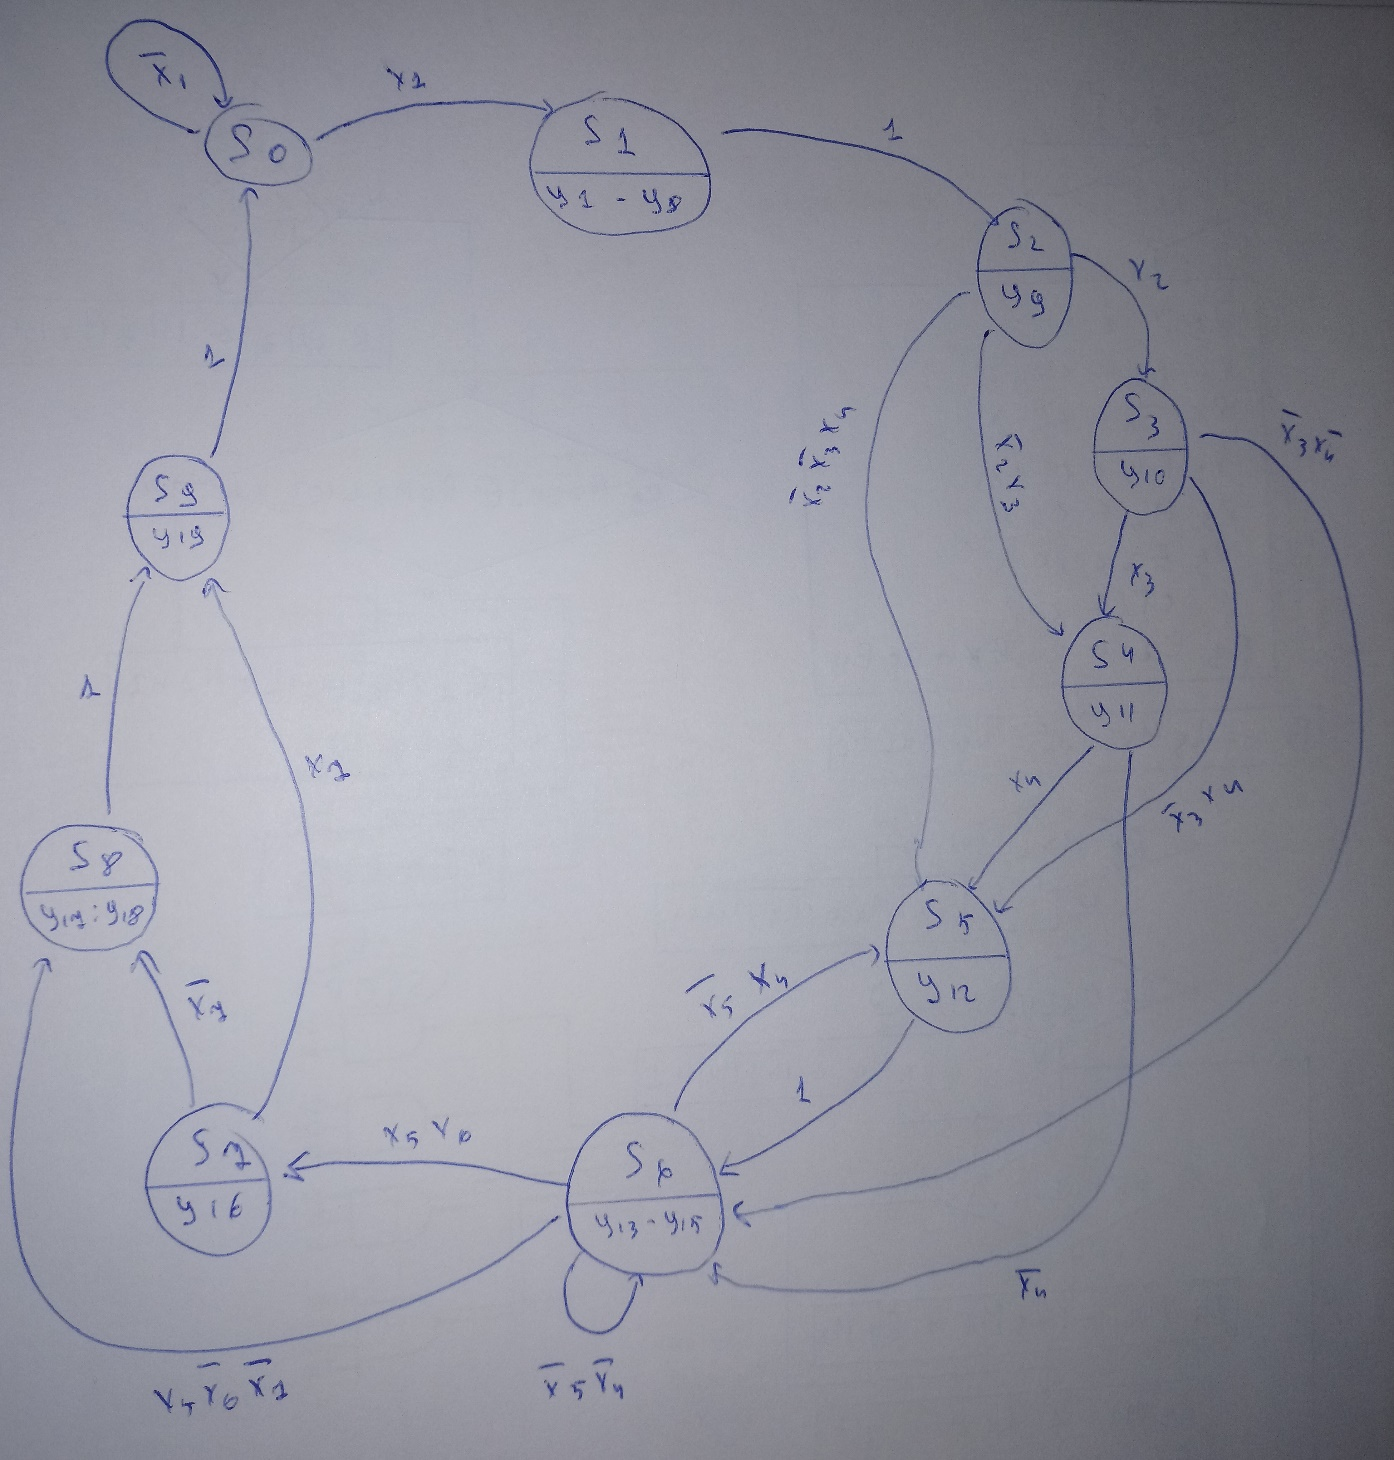 x̅₁
S0
x1
S1
y1 - y8
1
S2
y9
x2
x̅2x̅3x4
x̅2x3
S3
y10
x̅3x̅4
x3
S4
y11
x4
x̅3x4
S5
y12
1
S9
y19
1
x7
S8
y17 ÷ y18
x̅7
S7
y16
x5x6
x̅5 x4
1
S6
y13 - y15
x̅4
x̅5x̅4
x5x̅6x̅7